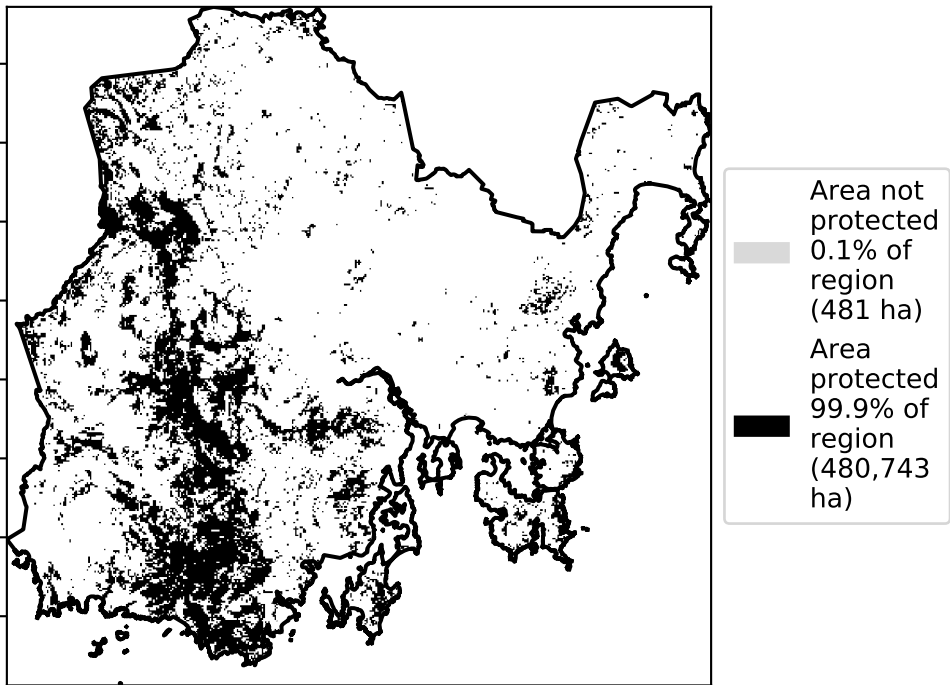 Area not
protected
0.1% of
region
(481 ha)
Area
protected
99.9% of
region
(480,743
ha)